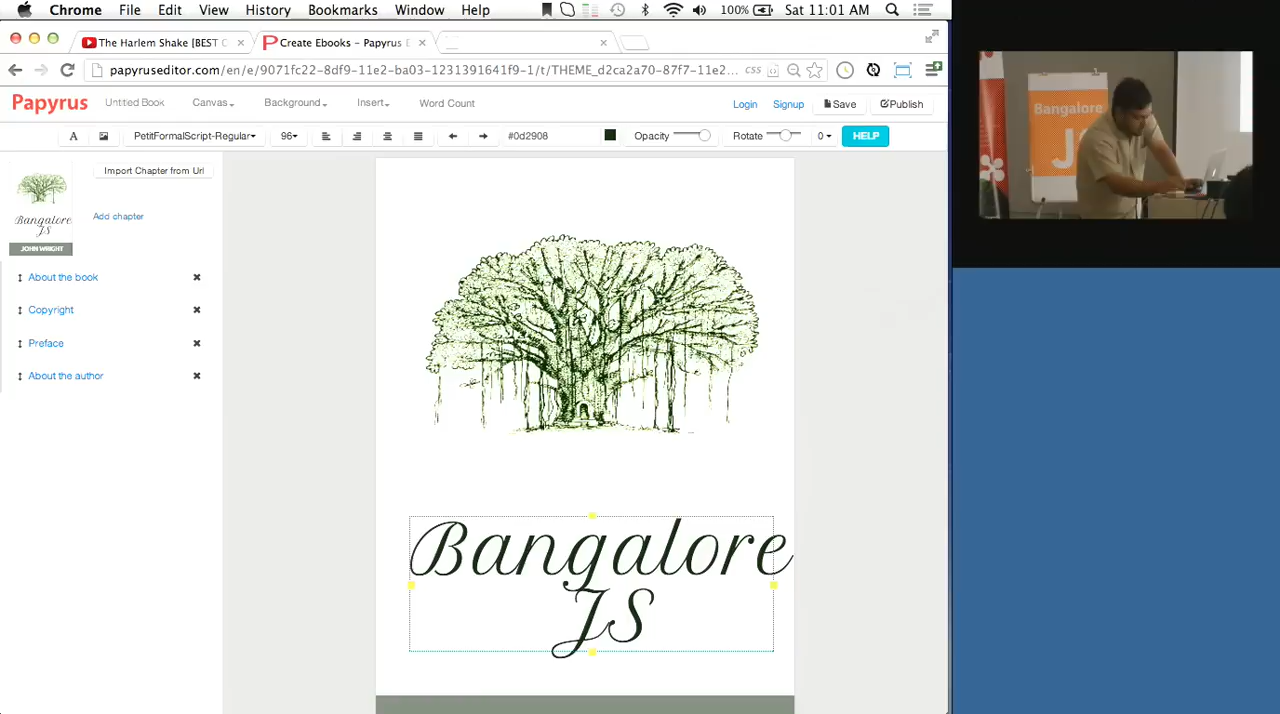 Chrome File Edit View History Bookmarks Window Help 100% Sat 11:01 AM
The Harlem Shake [BEST C
Create Ebooks - Papyrus E
papyruseditor.com/en/e/9071fc22-8df9-11e2-ba03-1231391641f9-1/t/THEME_d2ca2a70-87f7-11e2... CSS
Papyrus Untitled Book Canvas Background Insert Word Count Login Signup Save Publish
A PetitFormalScript-Regular 96 #0d2908 Opacity Rotate 0 HELP
Import Chapter from Url
Add chapter
Bangalore
JS
JOHN WRIGHT
About the book
Copyright
Preface
About the author
Bangalore
JS
Bangalore
J